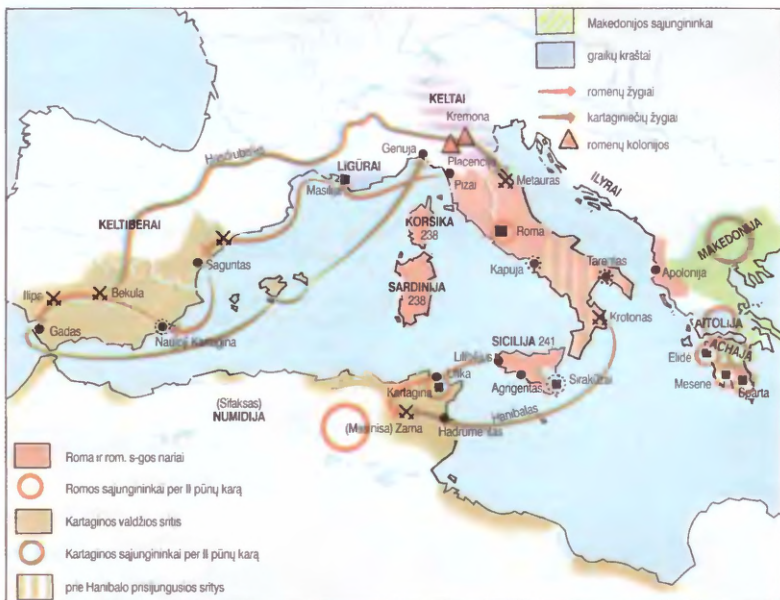 Makedonijos sąjungininkai
graikų kraštai
romėnų žygiai
kartaginiečių žygiai
romėnų kolonijos
KELTAI
Kremona
Placencija
Genuja
Pizai
LIGŪRAI
Masilija
Metauras
ILYRAI
KELTIBERAI
KORSIKA
238
Roma
MAKEDONIJA
Saguntas
SARDINIJA
238
Kapuja
Tarentas
Apolonija
Ilipa
Bekula
Krotonas
AITOLIJA
Gadas
Naujoji Kartagina
SICILIJA 241
ACHAJA
Elidė
Utika
Kartagina
Agrigentas
Sirakūzai
Mesenė
Sparta
(Sifaksas)
NUMIDIJA
(Masinisa) Zama
Hadrumentas
Hanibalas
Roma ir rom. s-gos nariai
Romos sąjungininkai per II pūnų karą
Kartaginos valdžios sritis
Kartaginos sąjungininkai per II pūnų karą
prie Hanibalo prisijungusios sritys